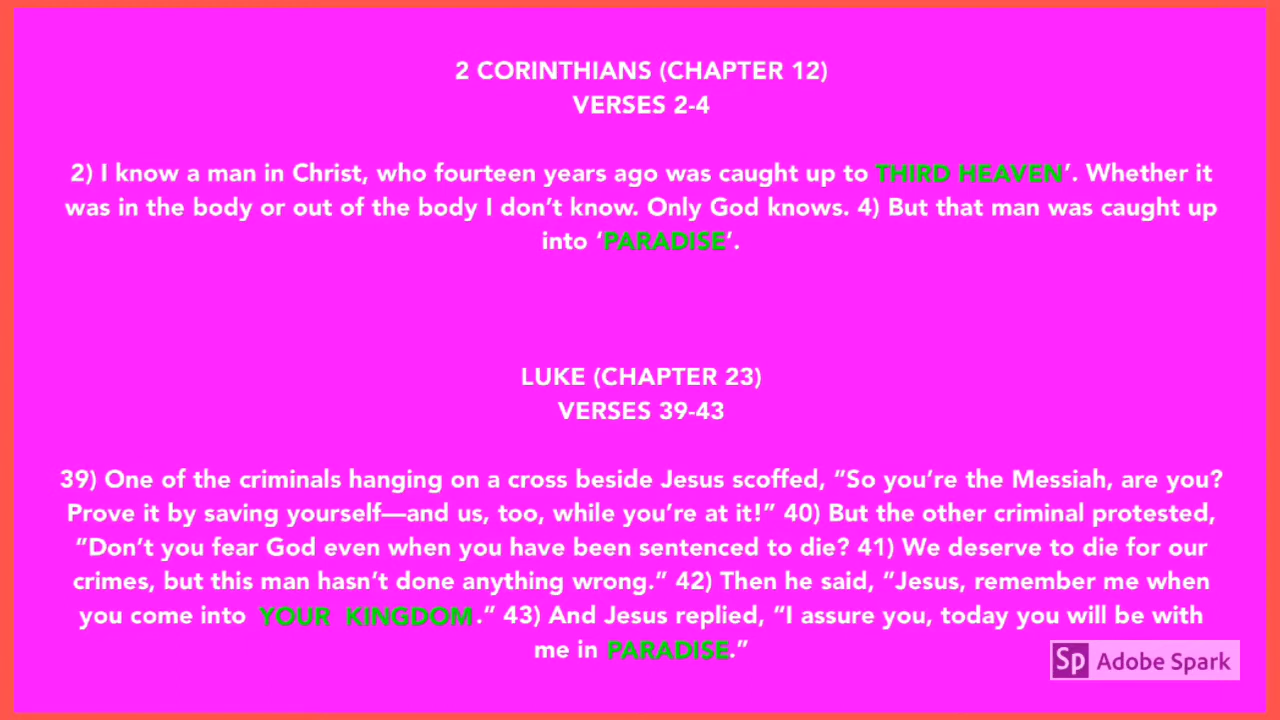 2 CORINTHIANS (CHAPTER 12)
VERSES 2-4
2) I know a man in Christ, who fourteen years ago was caught up to THIRD HEAVEN’. Whether it
was in the body or out of the body I don’t know. Only God knows. 4) But that man was caught up
into ‘PARADISE’.
LUKE (CHAPTER 23)
VERSES 39-43
39) One of the criminals hanging on a cross beside Jesus scoffed, ”So you’re the Messiah, are you?
Prove it by saving yourself—and us, too, while you’re at it!” 40) But the other criminal protested,
”Don’t you fear God even when you have been sentenced to die? 41) We deserve to die for our
crimes, but this man hasn’t done anything wrong.” 42) Then he said, ”Jesus, remember me when
you come into YOUR KINGDOM.” 43) And Jesus replied, ”I assure you, today you will be with
me in PARADISE.”
Sp Adobe Spark